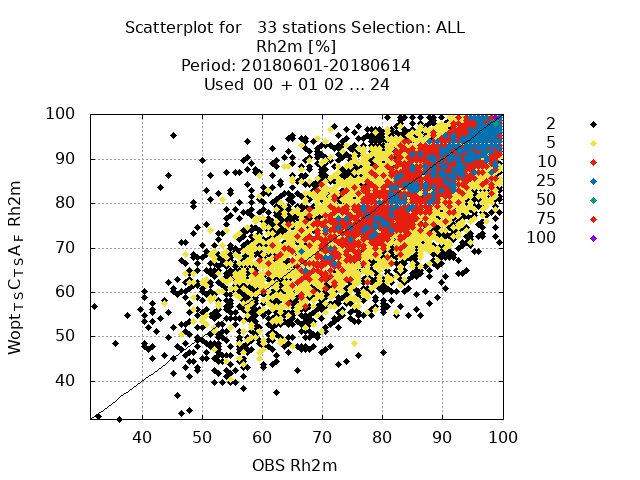 Scatterplot for   33 stations Selection: ALL
Rh2m [%]
Period: 20180601-20180614
Used  00 + 01 02 ... 24
100
90
80
70
60
50
40
40 50 60 70 80 90 100
OBS Rh2m
Wopt T S C T S A F Rh2m
2
5
10
25
50
75
100